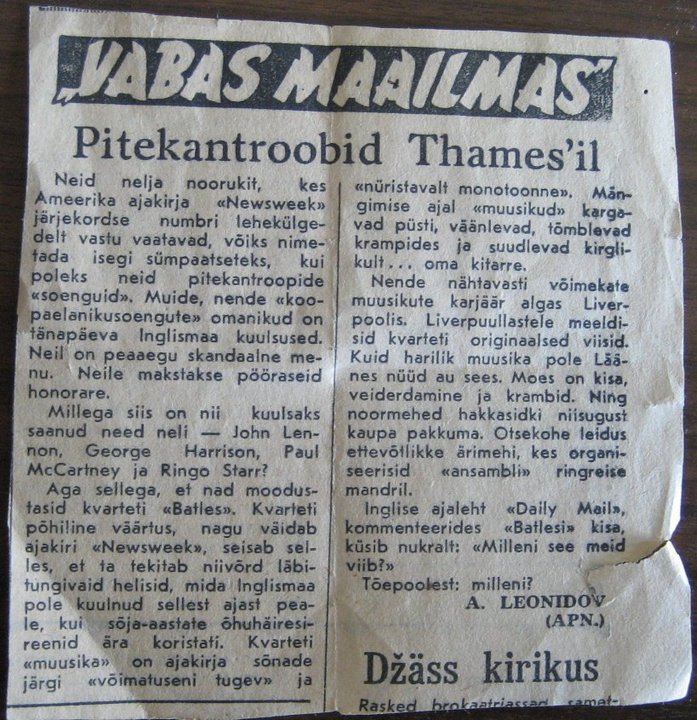 „VABAS MAAILMAS”
Pitekantroobid Thames'il
Neid nelja noorukit, kes
Ameerika ajakirja «Newsweek»
järjekordse numbri lehekülge-
delt vastu vaatavad, võiks nime-
tada isegi sümpaatseteks, kui
poleks neid pitekantroopide
«soenguid». Muide, nende «koo-
paelanikusoengute» omanikud on
tänapäeva Inglismaa kuulsused.
Neil on peaaegu skandaalne me-
nu. Neile makstakse pööraseid
honorare.
Millega siis on nii kuulsaks
saanud need neli — John Len-
non, George Harrison, Paul
McCartney ja Ringo Starr?
Aga sellega, et nad moodus-
tasid kvarteti «Batles». Kvarteti
põhiline väärtus, nagu väidab
ajakiri «Newsweek», seisab sel-
les, et ta tekitab niivõrd läbi-
tungivaid helisid, mida Inglismaa
pole kuulnud sellest ajast pea-
le, kui sõja-aastate õhuhäiresi-
reenid ära koristati. Kvarteti
«muusika» on ajakirja sõnade
järgi «võimatuseni tugev» ja
«nüristavalt monotoonne». Män-
gimise ajal «muusikud» karga-
vad püsti, väänlevad, tõmblevad
krampides ja suudlevad kirgli-
kult... oma kitarre.
Nende nähtavasti võimekate
muusikute karjäär algas Liver-
poolis. Liverpuullastele meeldi-
sid kvarteti originaalsed viisid.
Kuid harilik muusika pole Lää-
nes nüüd au sees. Moes on kisa,
veiderdamine ja krambid. Ning
noormehed hakkasidki niisugust
kaupa pakkuma. Otsekohe leidus
ettevõtlikke ärimehi, kes organi-
seerisid «ansambli» ringreise
mandril.
Inglise ajaleht «Daily Mail»,
kommenteerides «Batlesi» kisa,
küsib nukralt: «Milleni see meid
viib?»
Tõepoolest: milleni?
A. LEONIDOV
(APN.)
Džäss kirikus
Rasked brokaatriassad, samet-